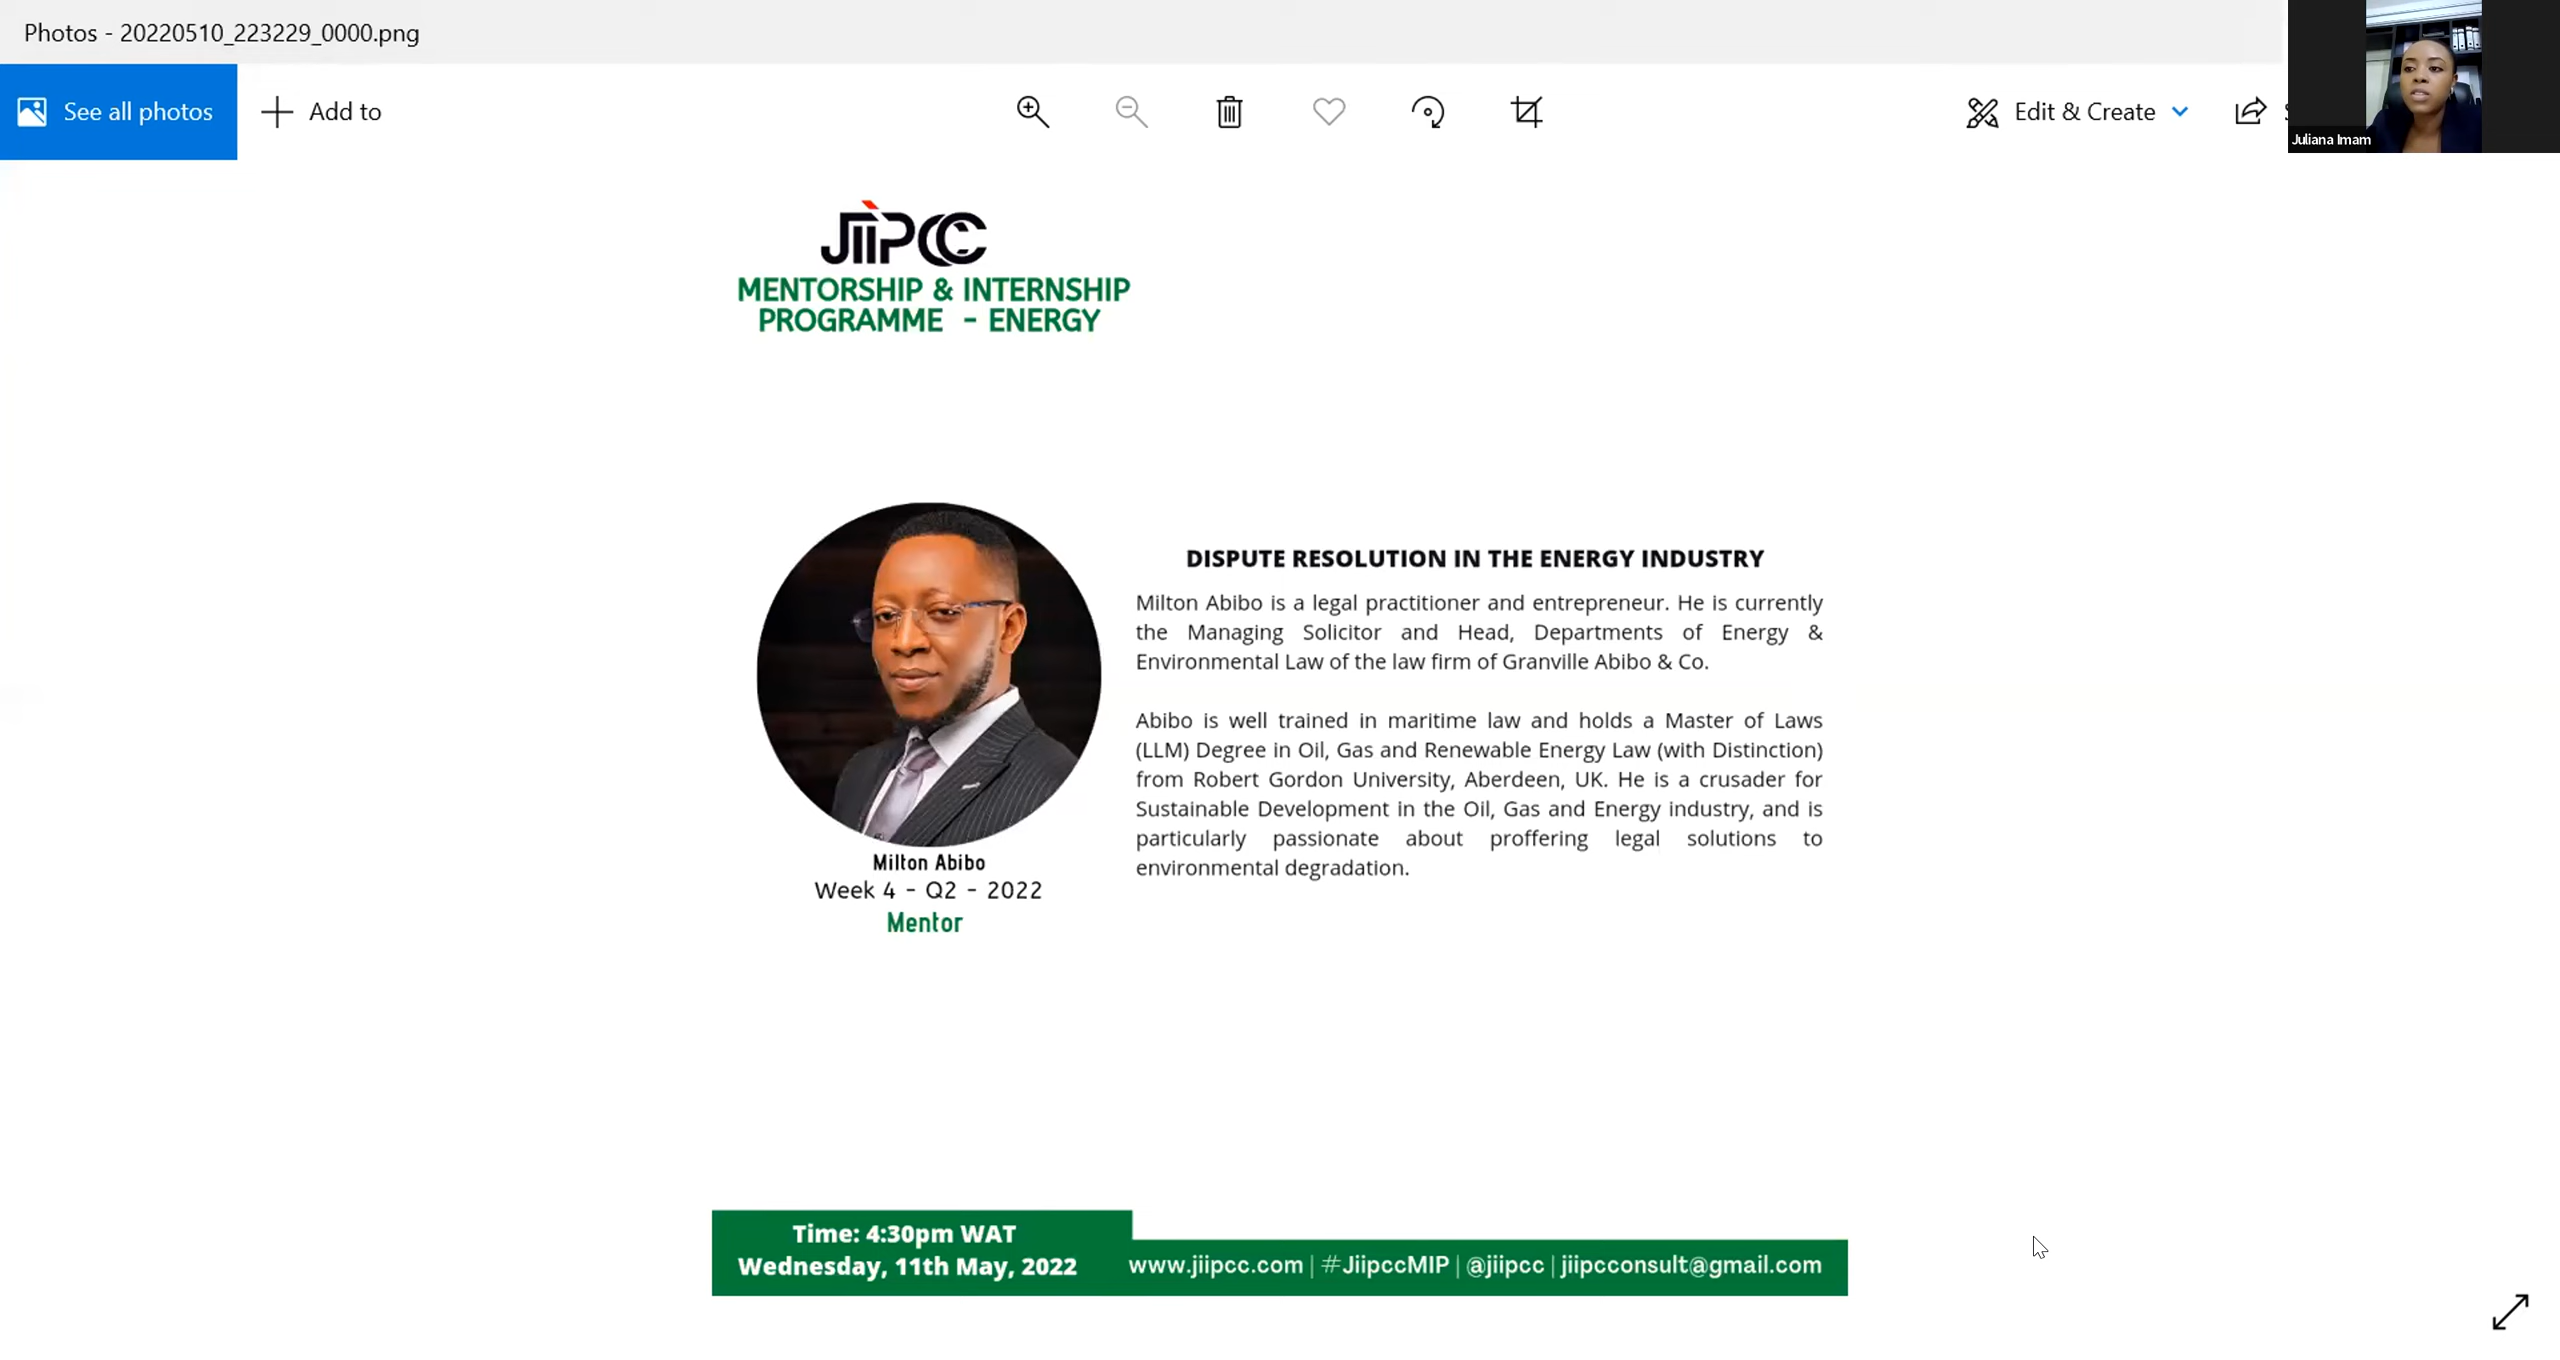 Photos - 20220510_223229_0000.png
See all photos
Add to
Edit & Create
Juliana Imam
JiiPCC
MENTORSHIP & INTERNSHIP
PROGRAMME - ENERGY
DISPUTE RESOLUTION IN THE ENERGY INDUSTRY
Milton Abibo is a legal practitioner and entrepreneur. He is currently
the Managing Solicitor and Head, Departments of Energy &
Environmental Law of the law firm of Granville Abibo & Co.
Abibo is well trained in maritime law and holds a Master of Laws
(LLM) Degree in Oil, Gas and Renewable Energy Law (with Distinction)
from Robert Gordon University, Aberdeen, UK. He is a crusader for
Sustainable Development in the Oil, Gas and Energy industry, and is
particularly passionate about proffering legal solutions to
environmental degradation.
Milton Abibo
Week 4 - Q2 - 2022
Mentor
Time: 4:30pm WAT
Wednesday, 11th May, 2022
www.jiipcc.com | #JiipccMIP | @jiipcc | jiipcconsult@gmail.com